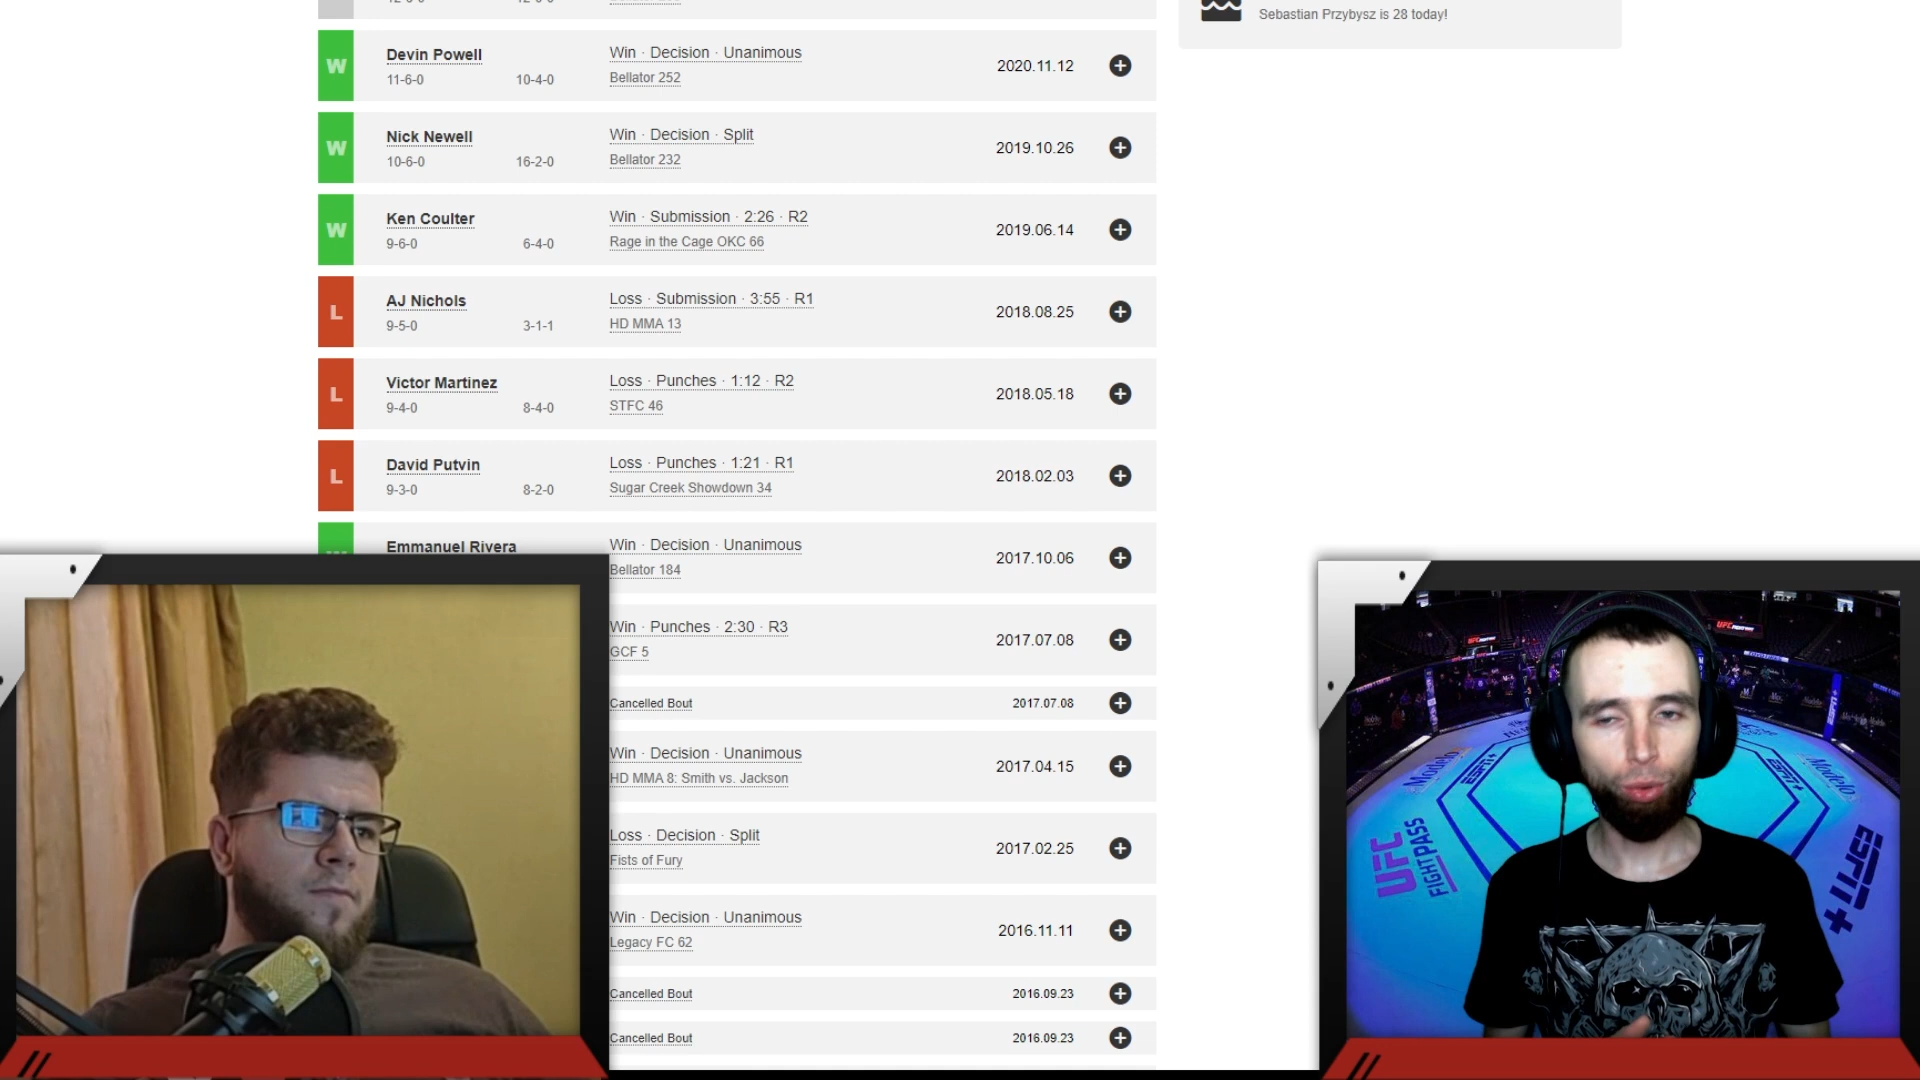 Sebastian Przybysz is 28 today!
W
Devin Powell
11-6-0
10-4-0
Win · Decision · Unanimous
Bellator 252
2020.11.12
W
Nick Newell
10-6-0
16-2-0
Win · Decision · Split
Bellator 232
2019.10.26
W
Ken Coulter
9-6-0
6-4-0
Win · Submission · 2:26 · R2
Rage in the Cage OKC 66
2019.06.14
L
AJ Nichols
9-5-0
3-1-1
Loss · Submission · 3:55 · R1
HD MMA 13
2018.08.25
L
Victor Martinez
9-4-0
8-4-0
Loss · Punches · 1:12 · R2
STFC 46
2018.05.18
L
David Putvin
9-3-0
8-2-0
Loss · Punches · 1:21 · R1
Sugar Creek Showdown 34
2018.02.03
Emmanuel Rivera
Win · Decision · Unanimous
Bellator 184
2017.10.06
Win · Punches · 2:30 · R3
GCF 5
2017.07.08
Cancelled Bout
2017.07.08
Win · Decision · Unanimous
HD MMA 8: Smith vs. Jackson
2017.04.15
Loss · Decision · Split
Fists of Fury
2017.02.25
Win · Decision · Unanimous
Legacy FC 62
2016.11.11
Cancelled Bout
2016.09.23
Cancelled Bout
2016.09.23
UFC
Modelo
ESPN+
ESPN+
Modelo
UFC
FIGHT PASS
ESPN+